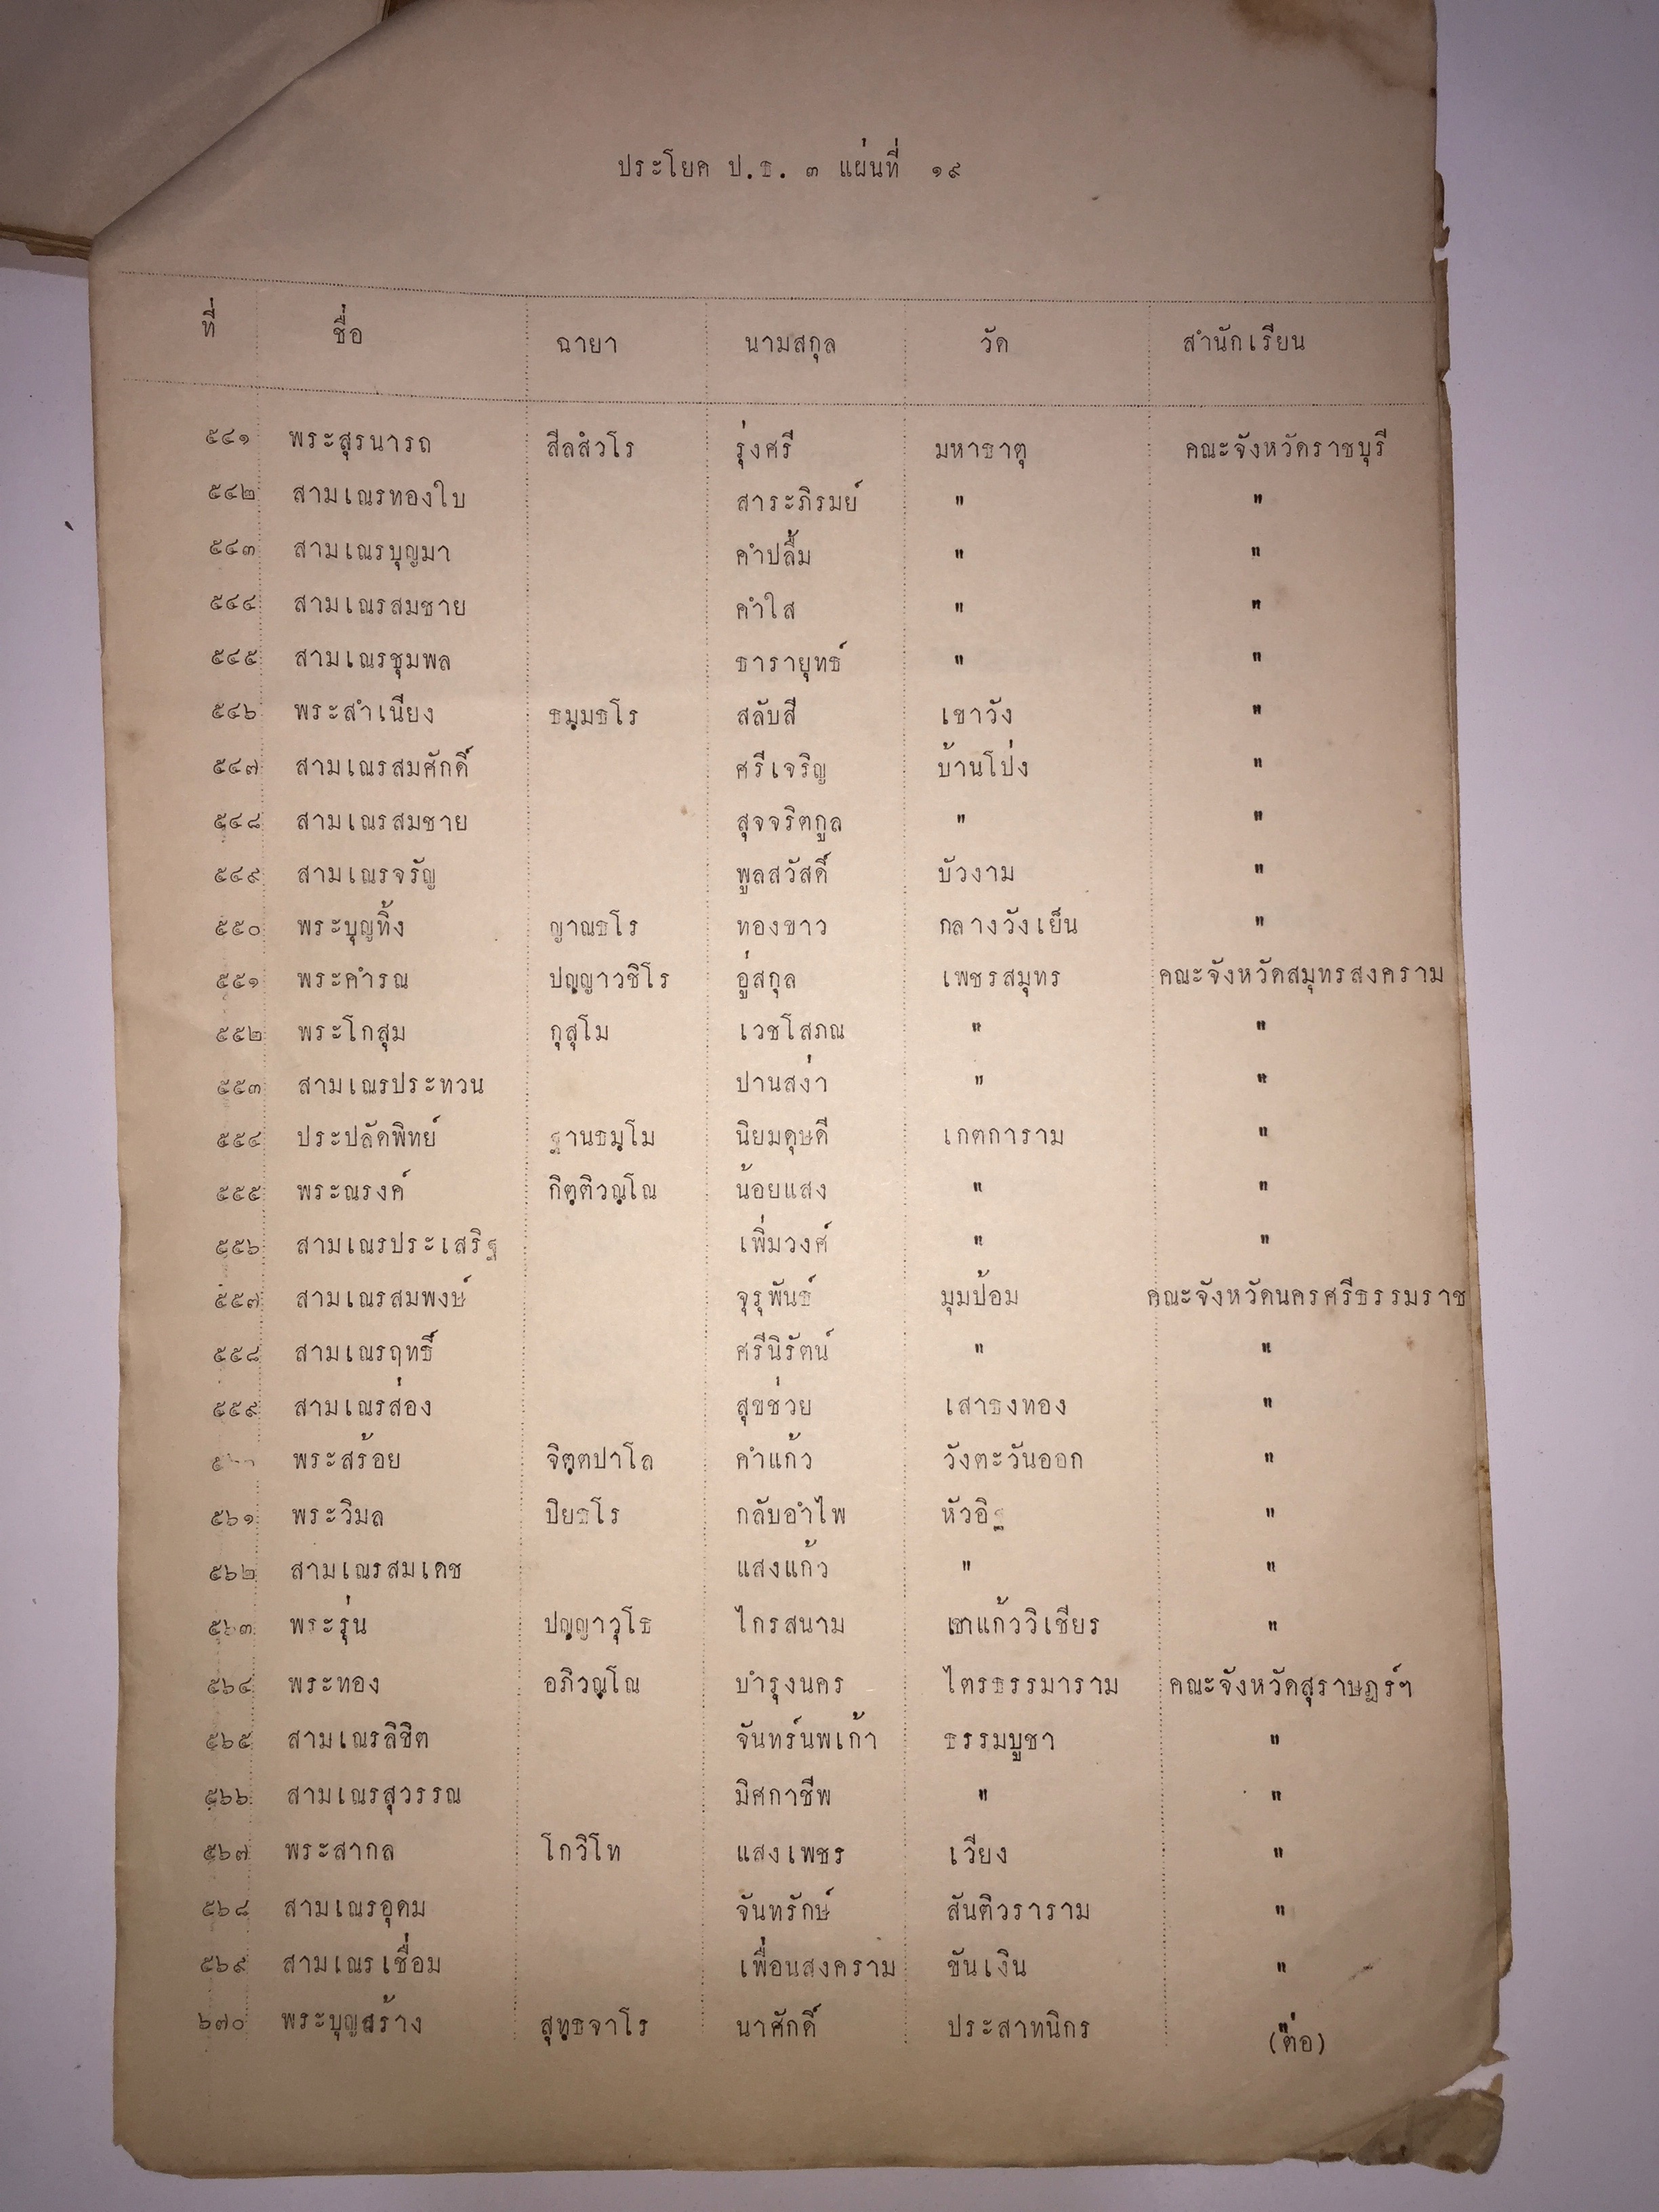 ประโยค ป.ธ. ๓ แผ่นที่ ๑๙
ที่ ชื่อ ฉายา นามสกุล วัด สำนักเรียน
๕๔๑ พระสุรนารถ สีลสํวโร รุ่งศรี มหาธาตุ คณะจังหวัดราชบุรี
๕๔๒ สามเณรทองใบ สาระภิรมย์ " "
๕๔๓ สามเณรบุญมา คำปลื้ม " "
๕๔๔ สามเณรสมชาย คำใส " "
๕๔๕ สามเณรชุมพล ธารายุทธ์ " "
๕๔๖ พระสำเนียง ธมฺมธโร สลับสี เขาวัง "
๕๔๗ สามเณรสมศักดิ์ ศรีเจริญ บ้านโป่ง "
๕๔๘ สามเณรสมชาย สุจจริตกูล " "
๕๔๙ สามเณรจรัญ พูลสวัสดิ์ บัวงาม "
๕๕๐ พระบุญทิ้ง ญาณธโร ทองขาว กลางวังเย็น "
๕๕๑ พระคำรณ ปญฺญาวชิโร อู่สกุล เพชรสมุทร คณะจังหวัดสมุทรสงคราม
๕๕๒ พระโกสุม กุสุโม เวชโสภณ " "
๕๕๓ สามเณรประทวน ปานสง่า " "
๕๕๔ ประปลัดพิทย์ ฐานธมฺโม นิยมดุษดี เกตการาม "
๕๕๕ พระณรงค์ กิตฺติวณฺโณ น้อยแสง " "
๕๕๖ สามเณรประเสริฐ เพิ่มวงศ์ " "
๕๕๗ สามเณรสมพงษ์ จุรุพันธ์ มุมป้อม คณะจังหวัดนครศรีธรรมราช
๕๕๘ สามเณรฤทธิ์ ศรีนิรัตน์ " "
๕๕๙ สามเณรส่อง สุขช่วย เสาธงทอง "
พระสร้อย จิตฺตปาโล คำแก้ว วังตะวันออก "
๕๖๑ พระวิมล ปิยธโร กลับอำไพ หัวอิฐ "
๕๖๒ สามเณรสมเดช แสงแก้ว " "
๕๖๓ พระรุ่น ปญฺญาวุโธ ไกรสนาม เขาแก้ววิเชียร "
๕๖๔ พระทอง อภิวณฺโณ บำรุงนคร ไตรธรรมาราม คณะจังหวัดสุราษฎร์ฯ
๕๖๕ สามเณรลิขิต จันทร์นพเก้า ธรรมบูชา "
๕๖๖ สามเณรสุวรรณ มิศกาชีพ " "
๕๖๗ พระสากล โกวิโท แสงเพชร เวียง "
๕๖๘ สามเณรอุดม จันทรักษ์ สันติวราราม "
๕๖๙ สามเณรเชื่อม เพื่อนสงคราม ขันเงิน "
๖๗๐ พระบุญสร้าง สุทฺธจาโร นาศักดิ์ ประสาทนิกร "
(ต่อ)